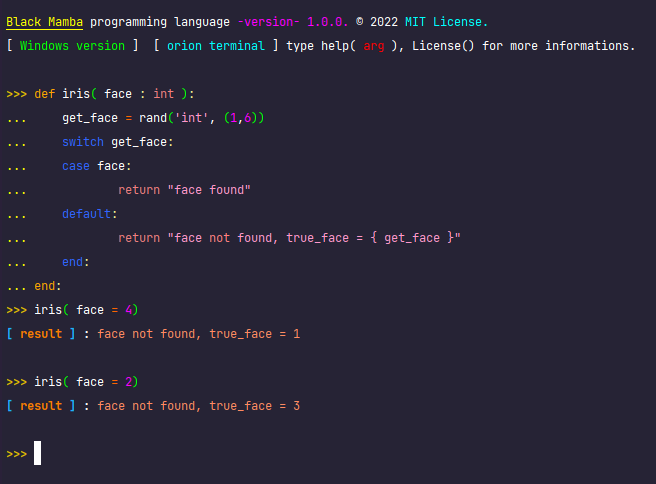 Black Mamba programming language -version- 1.0.0. © 2022 MIT License.
[ Windows version ]  [ orion terminal ] type help( arg ), License() for more informations.
>>> def iris( face : int ):
...     get_face = rand('int', (1,6))
...     switch get_face:
...     case face:
...             return "face found"
...     default:
...             return "face not found, true_face = { get_face }"
...     end:
... end:
>>> iris( face = 4)
[ result ] : face not found, true_face = 1
>>> iris( face = 2)
[ result ] : face not found, true_face = 3
>>>